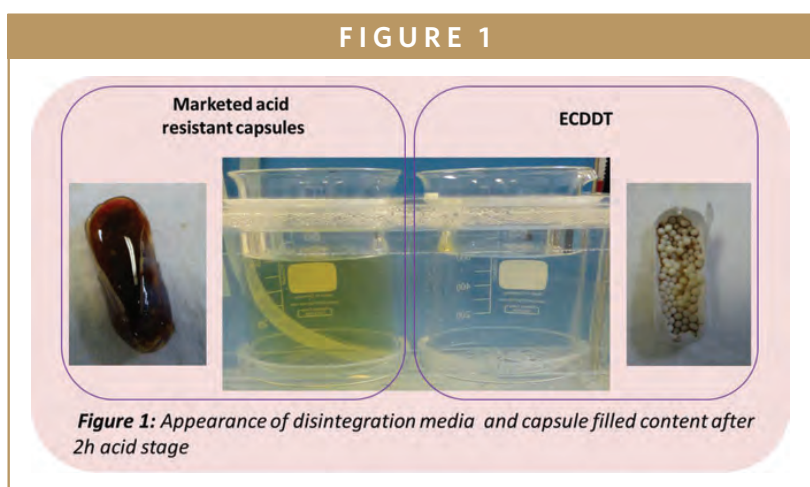 FIGURE 1
Marketed acid
resistant capsules
ECDDT
Figure 1: Appearance of disintegration media and capsule filled content after
2h acid stage